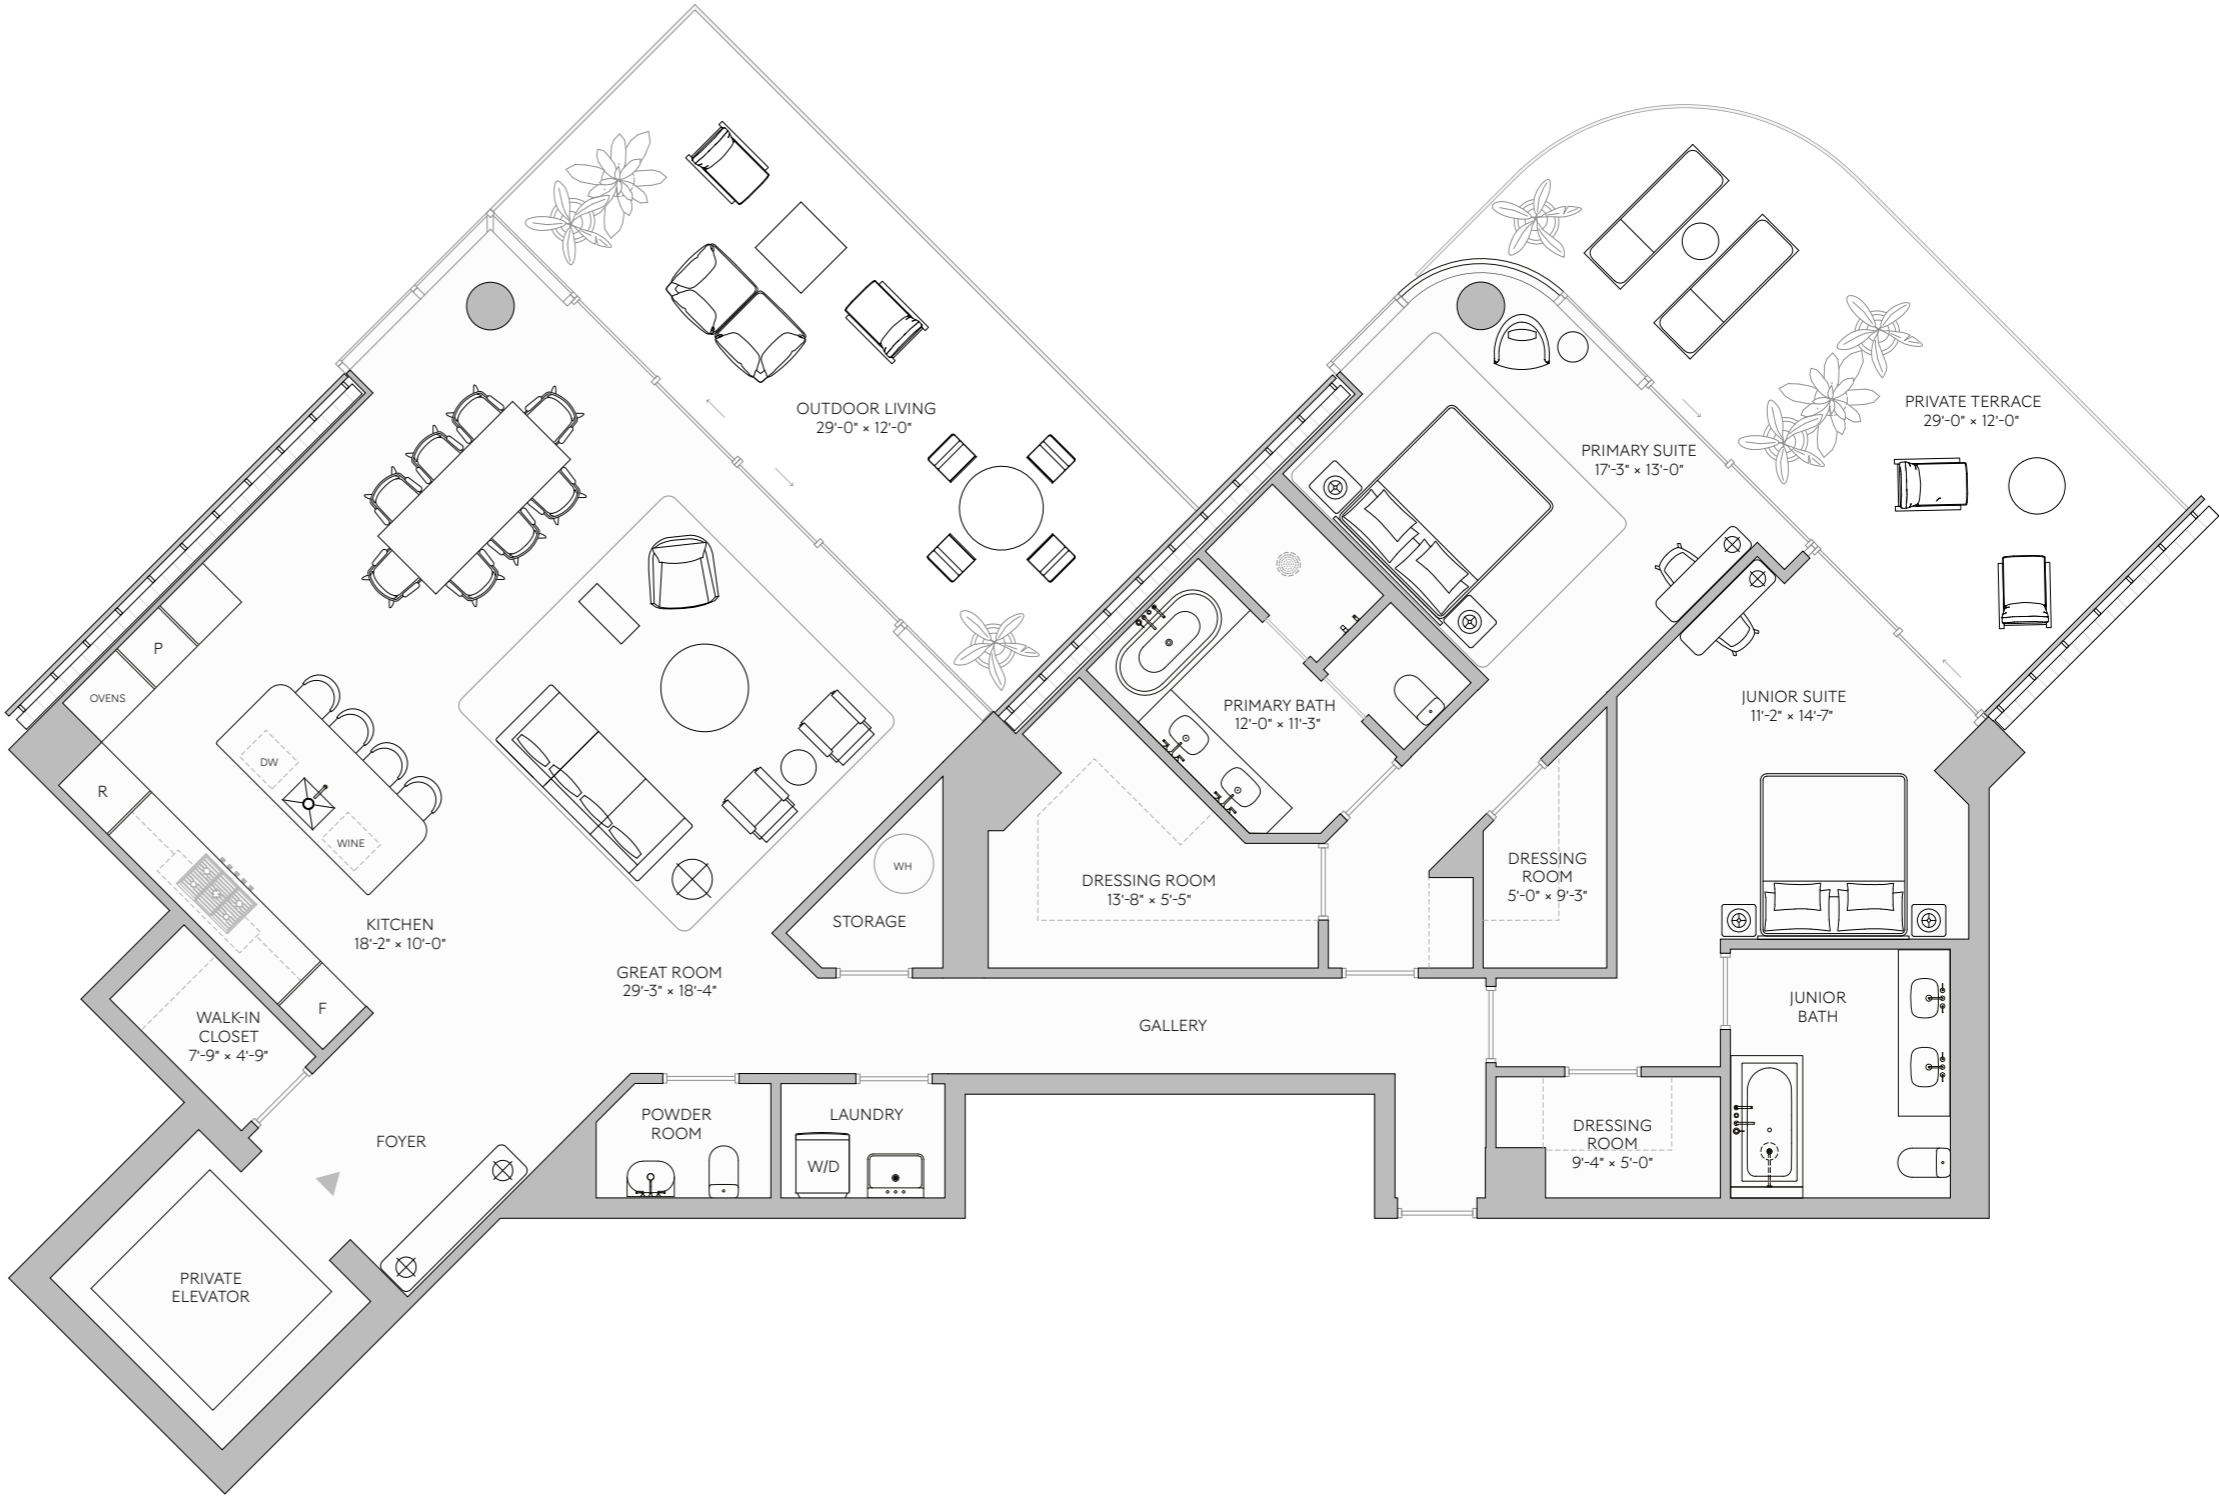 OUTDOOR LIVING
29'-0" × 12'-0"
PRIVATE TERRACE
29'-0" × 12'-0"
PRIMARY SUITE
17'-3" × 13'-0"
P
OVENS
R
DW
WINE
KITCHEN
18'-2" × 10'-0"
F
WALK-IN
CLOSET
7'-9" × 4'-9"
GREAT ROOM
29'-3" × 18'-4"
WH
STORAGE
PRIMARY BATH
12'-0" × 11'-3"
DRESSING ROOM
13'-8" × 5'-5"
DRESSING
ROOM
5'-0" × 9'-3"
JUNIOR SUITE
11'-2" × 14'-7"
JUNIOR
BATH
GALLERY
FOYER
POWDER
ROOM
LAUNDRY
W/D
DRESSING
ROOM
9'-4" × 5'-0"
PRIVATE
ELEVATOR